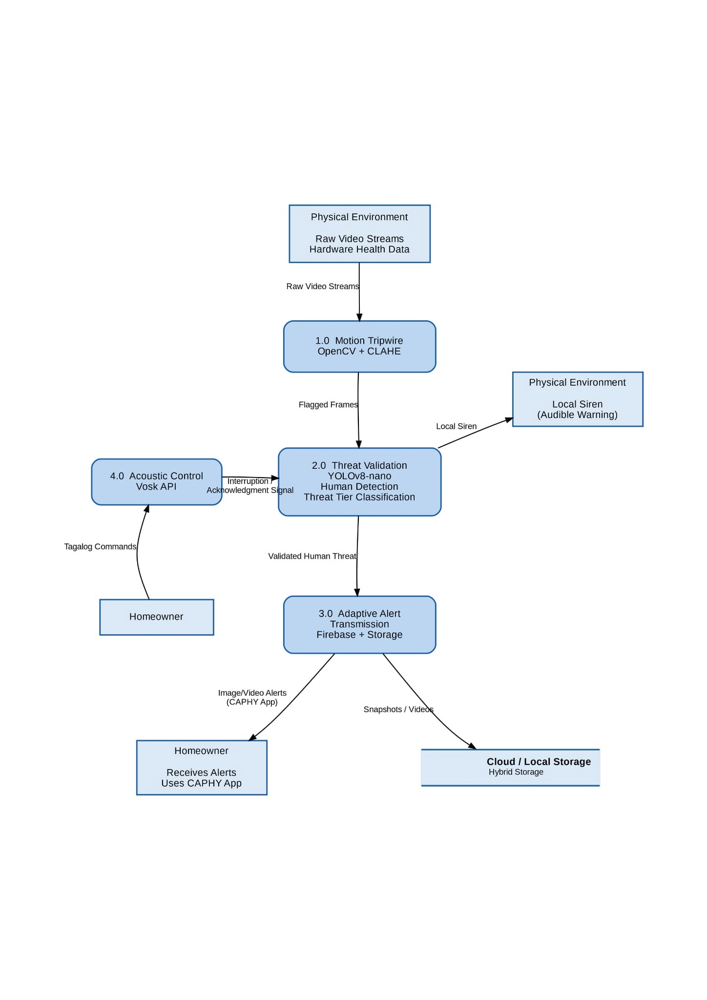 Physical Environment
Raw Video Streams
Hardware Health Data
Raw Video Streams
1.0  Motion Tripwire
OpenCV + CLAHE
Physical Environment
Local Siren
(Audible Warning)
Flagged Frames
Local Siren
4.0  Acoustic Control
Vosk API
Interruption /
Acknowledgment Signal
2.0  Threat Validation
YOLOv8-nano
Human Detection
Threat Tier Classification
Tagalog Commands
Validated Human Threat
Homeowner
3.0  Adaptive Alert
Transmission
Firebase + Storage
Image/Video Alerts
(CAPHY App)
Snapshots / Videos
Homeowner
Receives Alerts
Uses CAPHY App
Cloud / Local Storage
Hybrid Storage